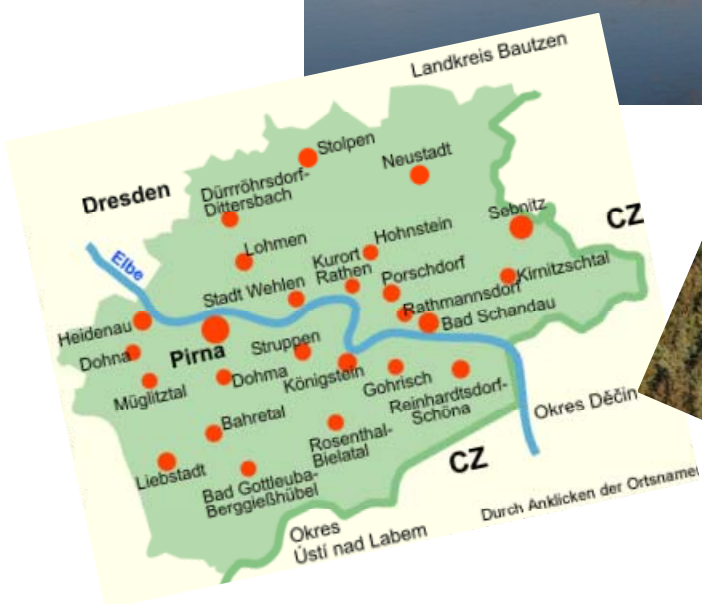 Landkreis Bautzen
Stolpen
Neustadt
Dresden
Dürrröhrsdorf-
Dittersbach
Sebnitz
CZ
Elbe
Lohmen
Hohnstein
Kurort
Rathen
Porschdorf
Kirnitzschtal
Stadt Wehlen
Rathmannsdorf
Bad Schandau
Heidenau
Dohna
Pirna
Struppen
Müglitztal
Dohma
Königstein
Gohrisch
Reinhardtsdorf-
Schöna
Okres Děčín
Bahretal
Rosenthal-
Bielatal
CZ
Liebstadt
Bad Gottleuba-
Berggießhübel
Okres
Ústí nad Labem
Durch Anklicken der Ortsnamen